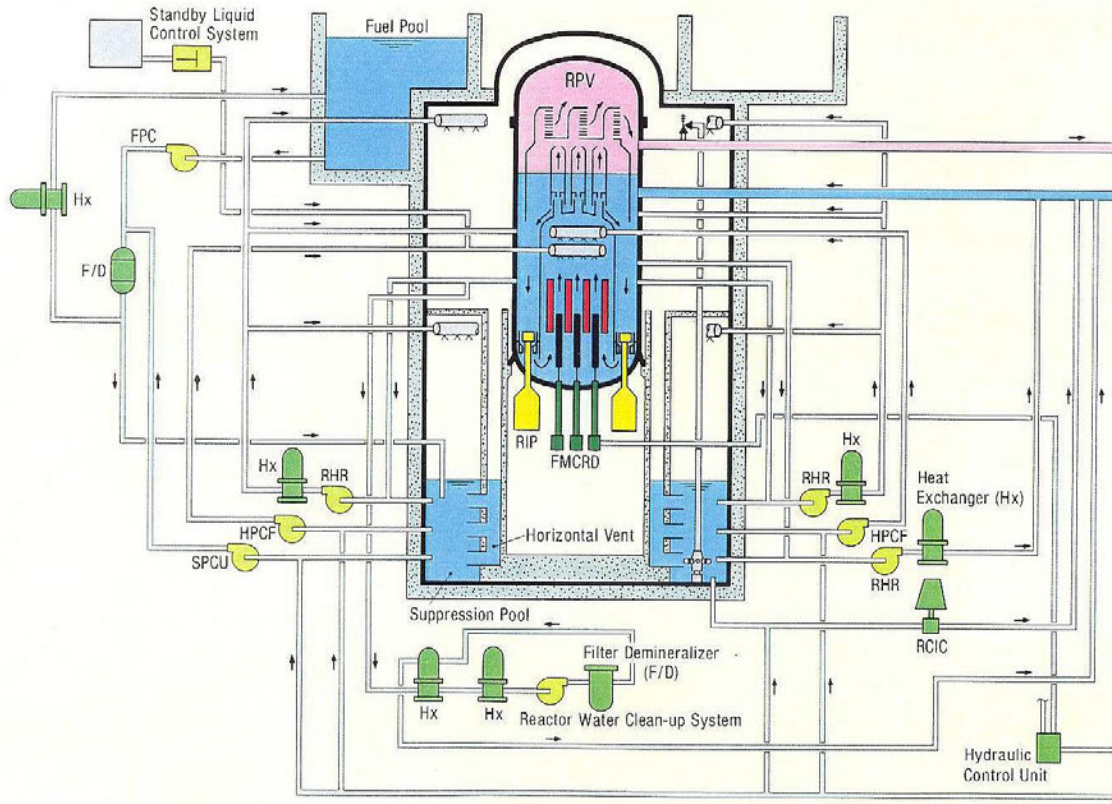 Standby Liquid
Control System
Fuel Pool
RPV
FPC
Hx
F/D
RIP
FMCRD
Hx
RHR
HPCF
SPCU
Horizontal Vent
Suppression Pool
Hx
RHR
Heat
Exchanger (Hx)
HPCF
RHR
RCIC
Filter Demineralizer
(F/D)
Hx
Hx
Reactor Water Clean-up System
Hydraulic
Control Unit